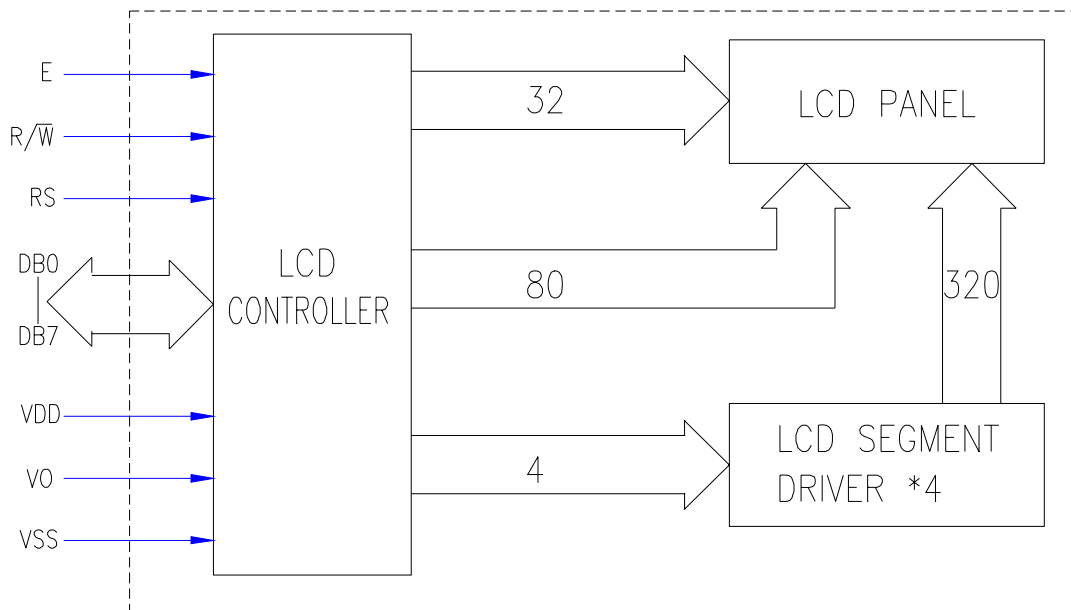 E
R/W̅
RS
DB0
DB7
VDD
VO
VSS
LCD
CONTROLLER
32
80
4
LCD PANEL
320
LCD SEGMENT
DRIVER *4